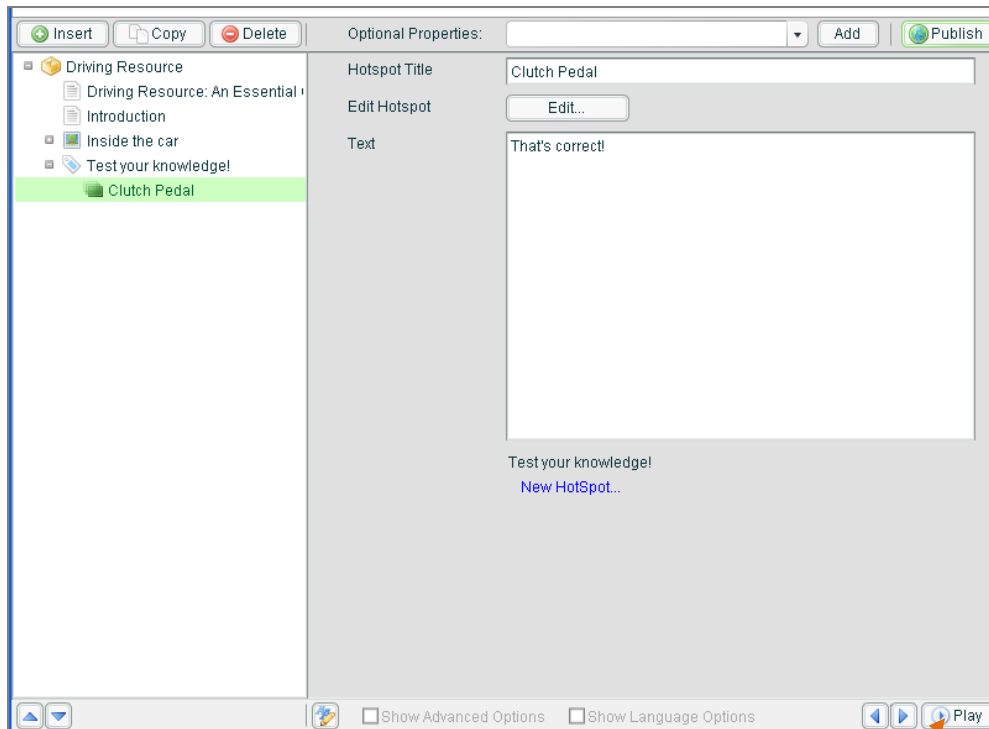 Insert Copy Delete Optional Properties: Add Publish
Driving Resource
Driving Resource: An Essential
Introduction
Inside the car
Test your knowledge!
Clutch Pedal
Hotspot Title Clutch Pedal
Edit Hotspot Edit...
Text That's correct!
Test your knowledge!
New HotSpot...
Show Advanced Options Show Language Options Play